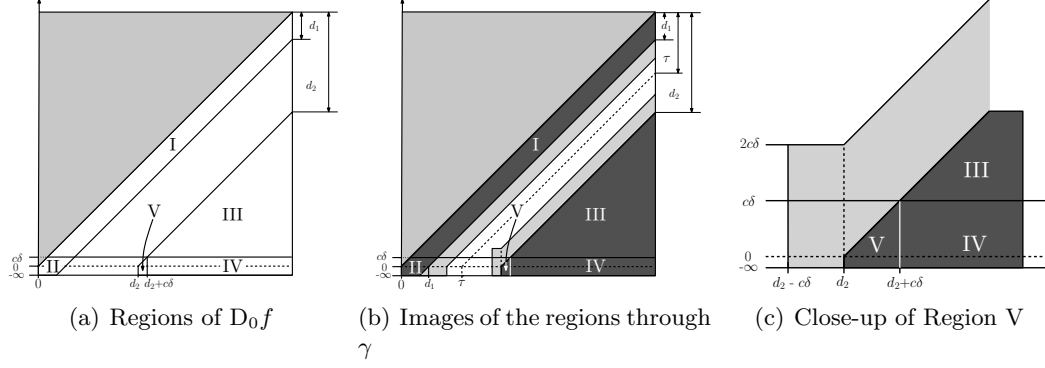 d₁
d₂
I
V
III
cδ
0
-∞
II
IV
0
d₂ d₂+cδ
(a) Regions of D₀f
d₁
τ
d₂
I
V
III
cδ
0
-∞
II
IV
0
d₁
τ
(b) Images of the regions through
γ
2cδ
III
cδ
V
IV
0
-∞
d₂ - cδ
d₂
d₂+cδ
(c) Close-up of Region V